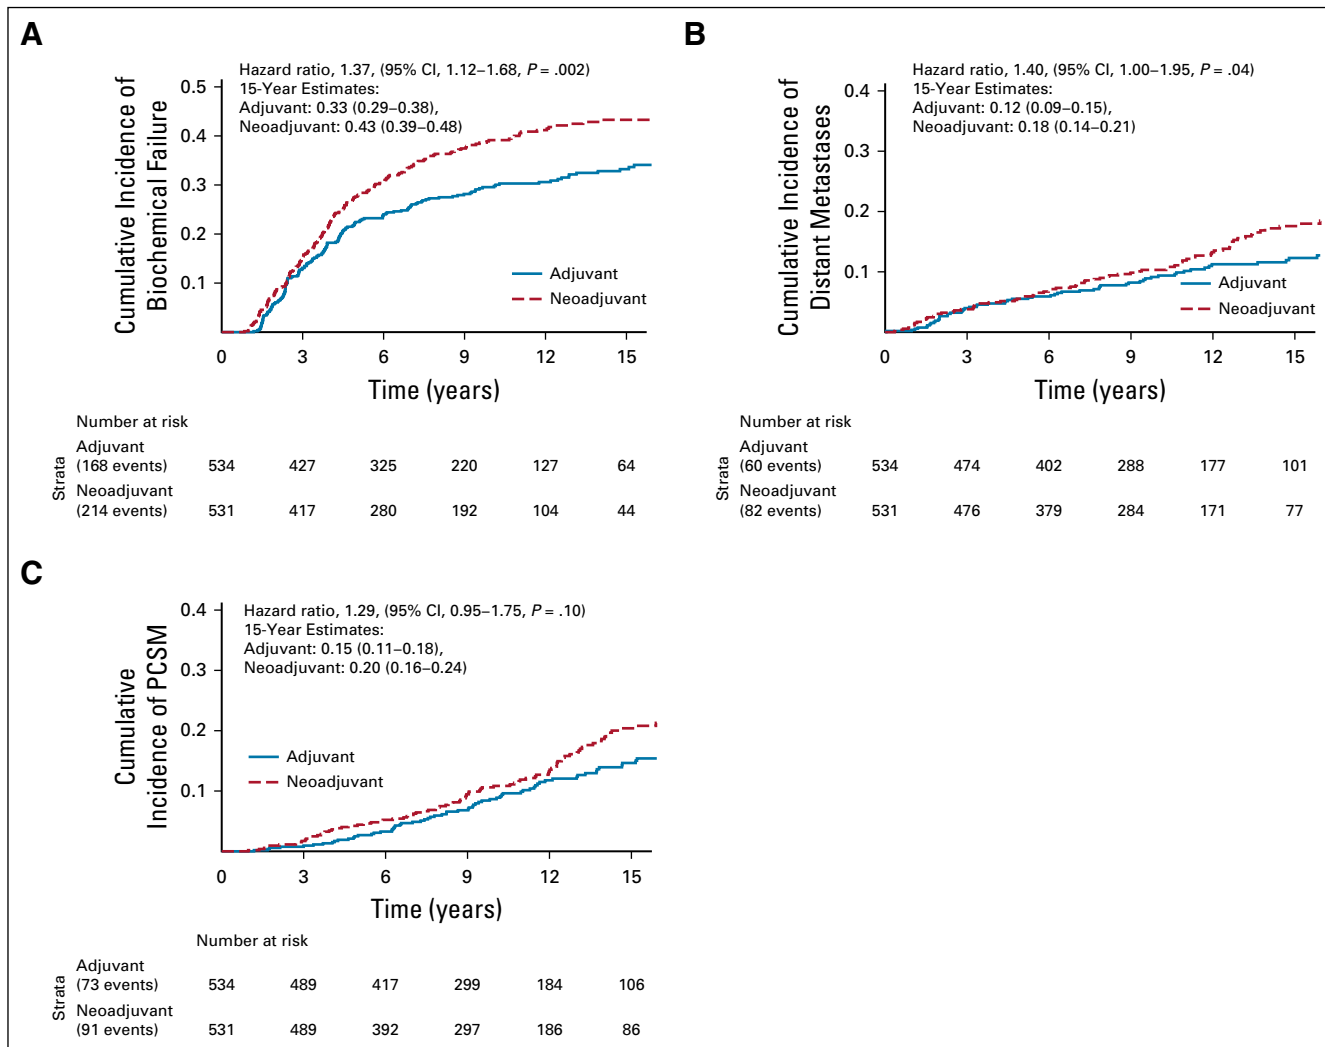 A
Hazard ratio, 1.37, (95% CI, 1.12–1.68, P = .002)
15-Year Estimates:
Adjuvant: 0.33 (0.29–0.38),
Neoadjuvant: 0.43 (0.39–0.48)
Cumulative Incidence of
Biochemical Failure
0.5
0.4
0.3
0.2
0.1
Adjuvant
Neoadjuvant
0 3 6 9 12 15
Time (years)
Number at risk
Strata
Adjuvant
(168 events) 534 427 325 220 127 64
Neoadjuvant
(214 events) 531 417 280 192 104 44
B
Hazard ratio, 1.40, (95% CI, 1.00–1.95, P = .04)
15-Year Estimates:
Adjuvant: 0.12 (0.09–0.15),
Neoadjuvant: 0.18 (0.14–0.21)
Cumulative Incidence of
Distant Metastases
0.4
0.3
0.2
0.1
Adjuvant
Neoadjuvant
0 3 6 9 12 15
Time (years)
Number at risk
Strata
Adjuvant
(60 events) 534 474 402 288 177 101
Neoadjuvant
(82 events) 531 476 379 284 171 77
C
Hazard ratio, 1.29, (95% CI, 0.95–1.75, P = .10)
15-Year Estimates:
Adjuvant: 0.15 (0.11–0.18),
Neoadjuvant: 0.20 (0.16–0.24)
Cumulative
Incidence of PCSM
0.4
0.3
0.2
0.1
Adjuvant
Neoadjuvant
0 3 6 9 12 15
Time (years)
Number at risk
Strata
Adjuvant
(73 events) 534 489 417 299 184 106
Neoadjuvant
(91 events) 531 489 392 297 186 86